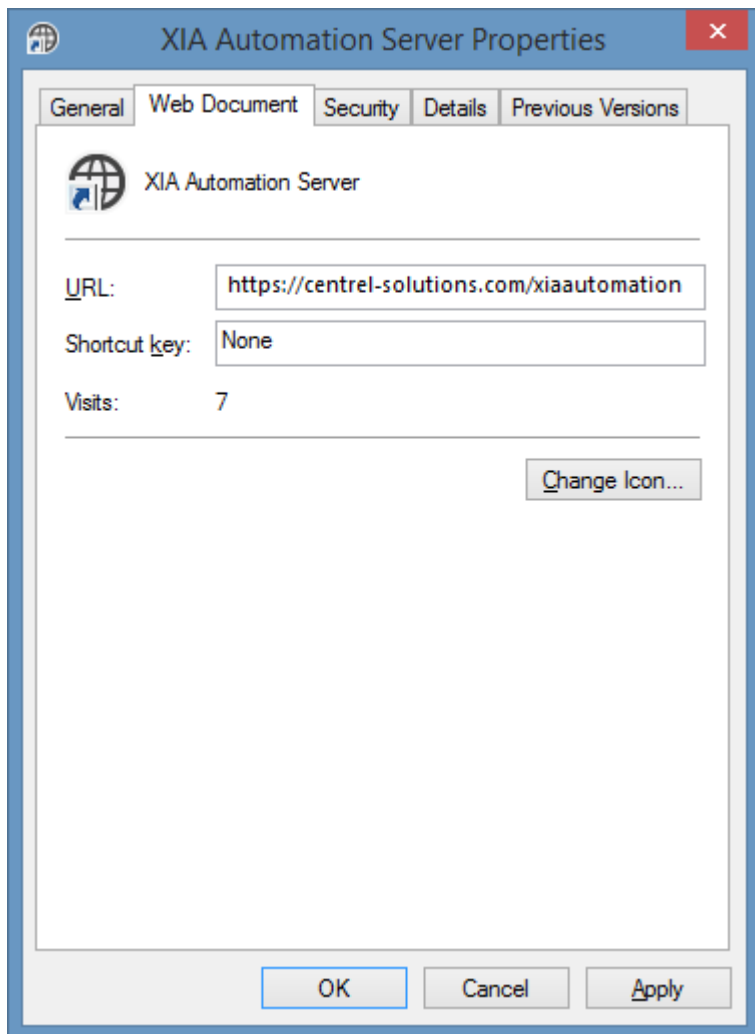 XIA Automation Server Properties
General Web Document Security Details Previous Versions
XIA Automation Server
URL: https://centrel-solutions.com/xiaautomation
Shortcut key: None
Visits: 7
Change Icon...
OK Cancel Apply